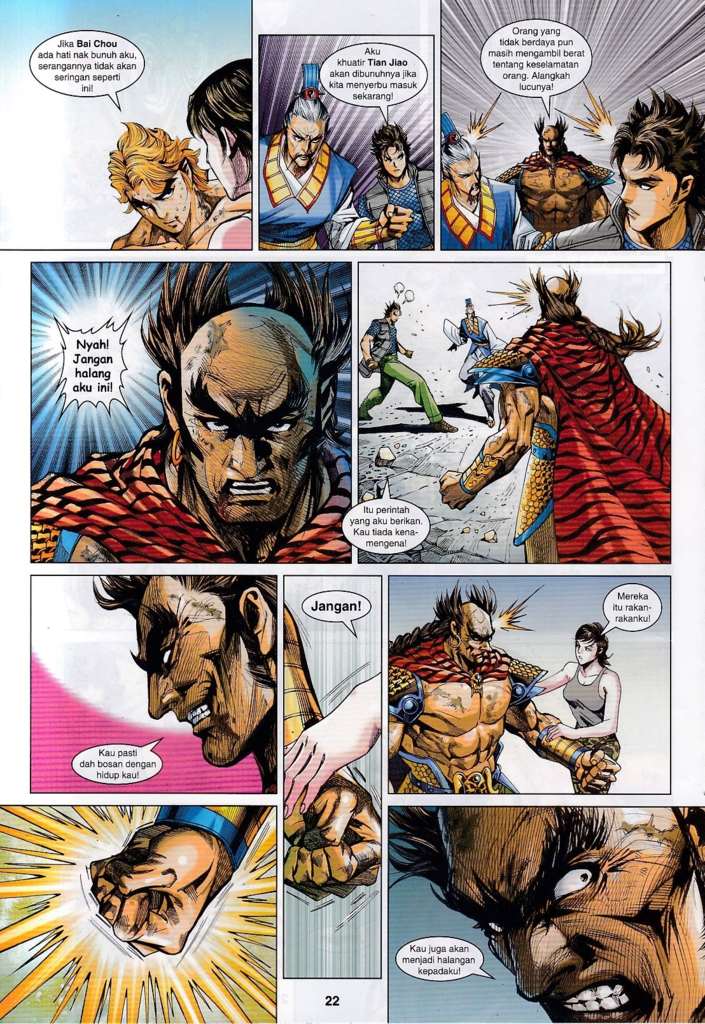 Jika Bai Chou
ada hati nak bunuh aku,
serangannya tidak akan
seringan seperti
ini!
Aku
khuatir Tian Jiao
akan dibunuhnya jika
kita menyerbu masuk
sekarang!
Orang yang
tidak berdaya pun
masih mengambil berat
tentang keselamatan
orang. Alangkah
lucunya!
Nyah!
Jangan
halang
aku ini!
Itu perintah
yang aku berikan.
Kau tiada kena-
mengena!
Kau pasti
dah bosan dengan
hidup kau!
Jangan!
Mereka
itu rakan-
rakanku!
Kau juga akan
menjadi halangan
kepadaku!
22